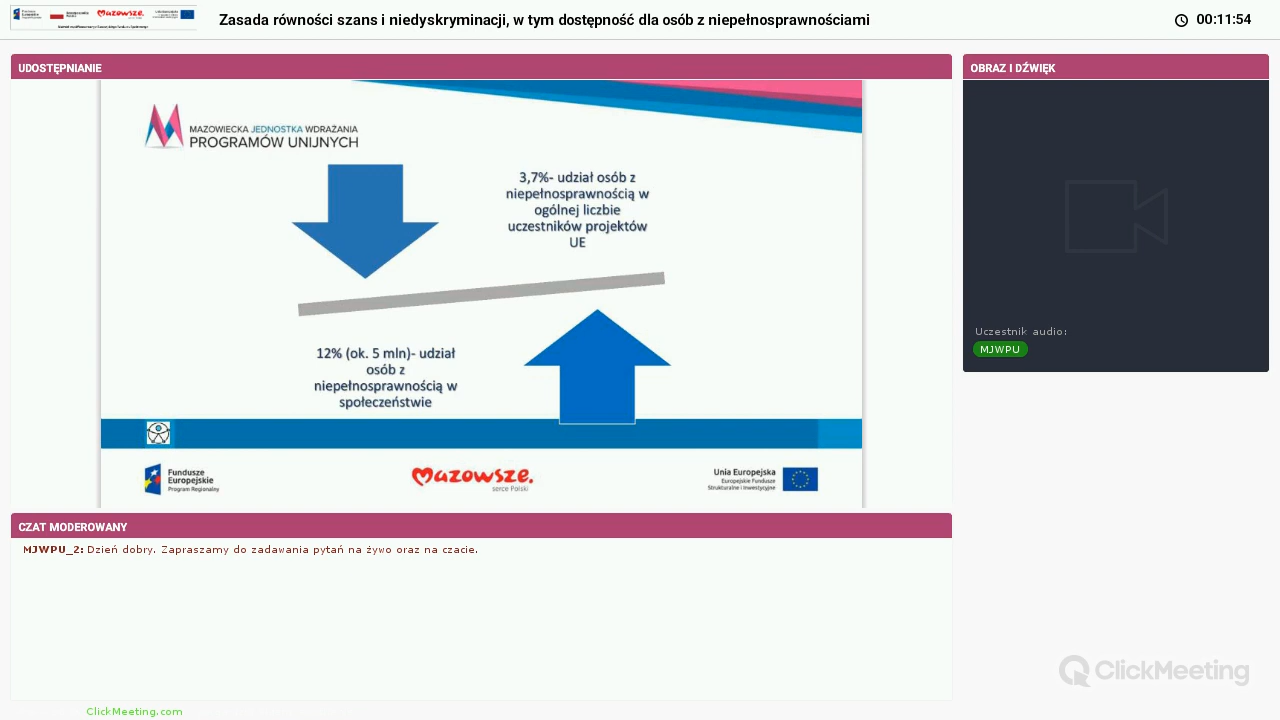 Fundusze
Europejskie
Mazowsze.
Zasada równości szans i niedyskryminacji, w tym dostępność dla osób z niepełnosprawnościami
00:11:54
UDOSTĘPNIANIE
OBRAZ I DŹWIĘK
MAZOWIECKA JEDNOSTKA WDRAŻANIA
PROGRAMÓW UNIJNYCH
3,7%- udział osób z
niepełnosprawnością w
ogólnej liczbie
uczestników projektów
UE
12% (ok. 5 mln)- udział
osób z
niepełnosprawnością w
społeczeństwie
Uczestnik audio:
MJWPU
Fundusze
Europejskie
Program Regionalny
Mazowsze.
serce Polski
Unia Europejska
Europejskie Fundusze
Strukturalne i Inwestycyjne
CZAT MODEROWANY
MJWPU_2: Dzień dobry. Zapraszamy do zadawania pytań na żywo oraz na czacie.
ClickMeeting
ClickMeeting.com